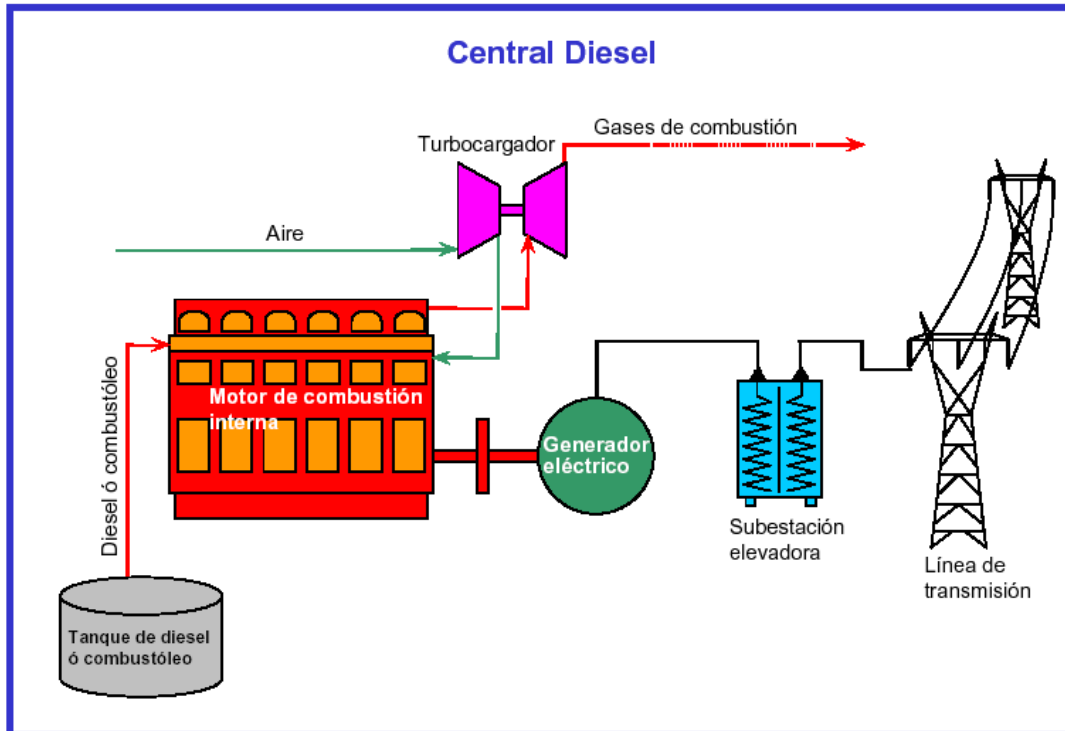 Central Diesel
Gases de combustión
Turbocargador
Aire
Diesel ó combustóleo
Motor de combustión
interna
Generador
eléctrico
Subestación
elevadora
Línea de
transmisión
Tanque de diesel
ó combustóleo